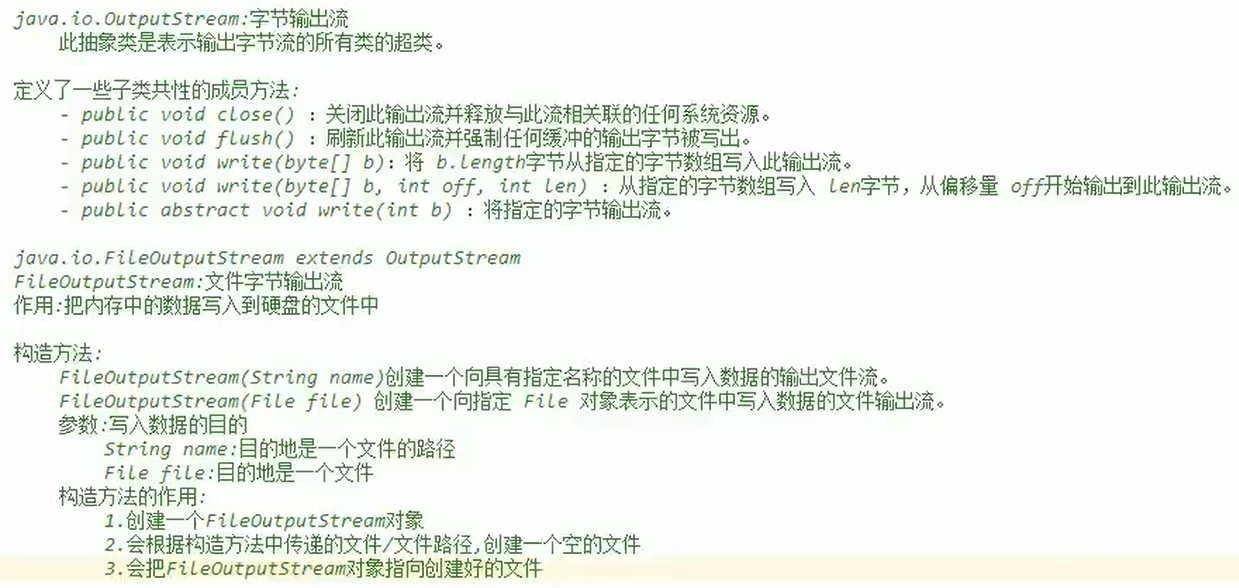 java.io.OutputStream:字节输出流
此抽象类是表示输出字节流的所有类的超类。
定义了一些子类共性的成员方法:
- public void close() ：关闭此输出流并释放与此流相关联的任何系统资源。
- public void flush() ：刷新此输出流并强制任何缓冲的输出字节被写出。
- public void write(byte[] b)：将 b.length字节从指定的字节数组写入此输出流。
- public void write(byte[] b, int off, int len) ：从指定的字节数组写入 len字节，从偏移量 off开始输出到此输出流。
- public abstract void write(int b) ：将指定的字节输出流。
java.io.FileOutputStream extends OutputStream
FileOutputStream:文件字节输出流
作用:把内存中的数据写入到硬盘的文件中
构造方法:
FileOutputStream(String name)创建一个向具有指定名称的文件中写入数据的输出文件流。
FileOutputStream(File file) 创建一个向指定 File 对象表示的文件中写入数据的文件输出流。
参数:写入数据的目的
String name:目的地是一个文件的路径
File file:目的地是一个文件
构造方法的作用:
1.创建一个FileOutputStream对象
2.会根据构造方法中传递的文件/文件路径,创建一个空的文件
3.会把FileOutputStream对象指向创建好的文件